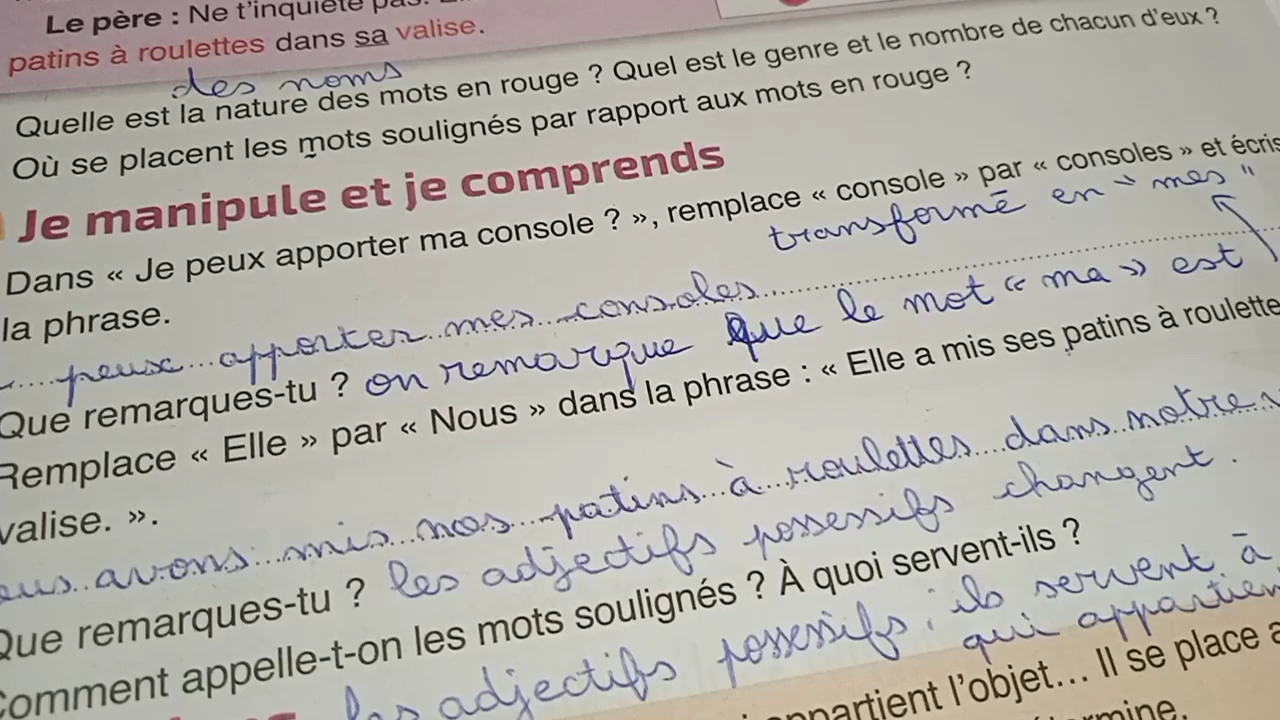 Le père : Ne t'inquiète pas.
patins à roulettes dans sa valise.
des noms
Quelle est la nature des mots en rouge ? Quel est le genre et le nombre de chacun d'eux ?
Où se placent les mots soulignés par rapport aux mots en rouge ?
Je manipule et je comprends
Dans « Je peux apporter ma console ? », remplace « console » par « consoles » et écris
transformé en "mes"
la phrase.
peux apporter mes consoles
Que remarques-tu ? on remarque que le mot « ma » est
Remplace « Elle » par « Nous » dans la phrase : « Elle a mis ses patins à roulette
valise. ».
avons mis nos patins à roulettes dans notre
Que remarques-tu ? les adjectifs possessifs changent.
Comment appelle-t-on les mots soulignés ? À quoi servent-ils ?
les adjectifs possessifs, ils servent à
qui appartien
appartient l'objet... Il se place a